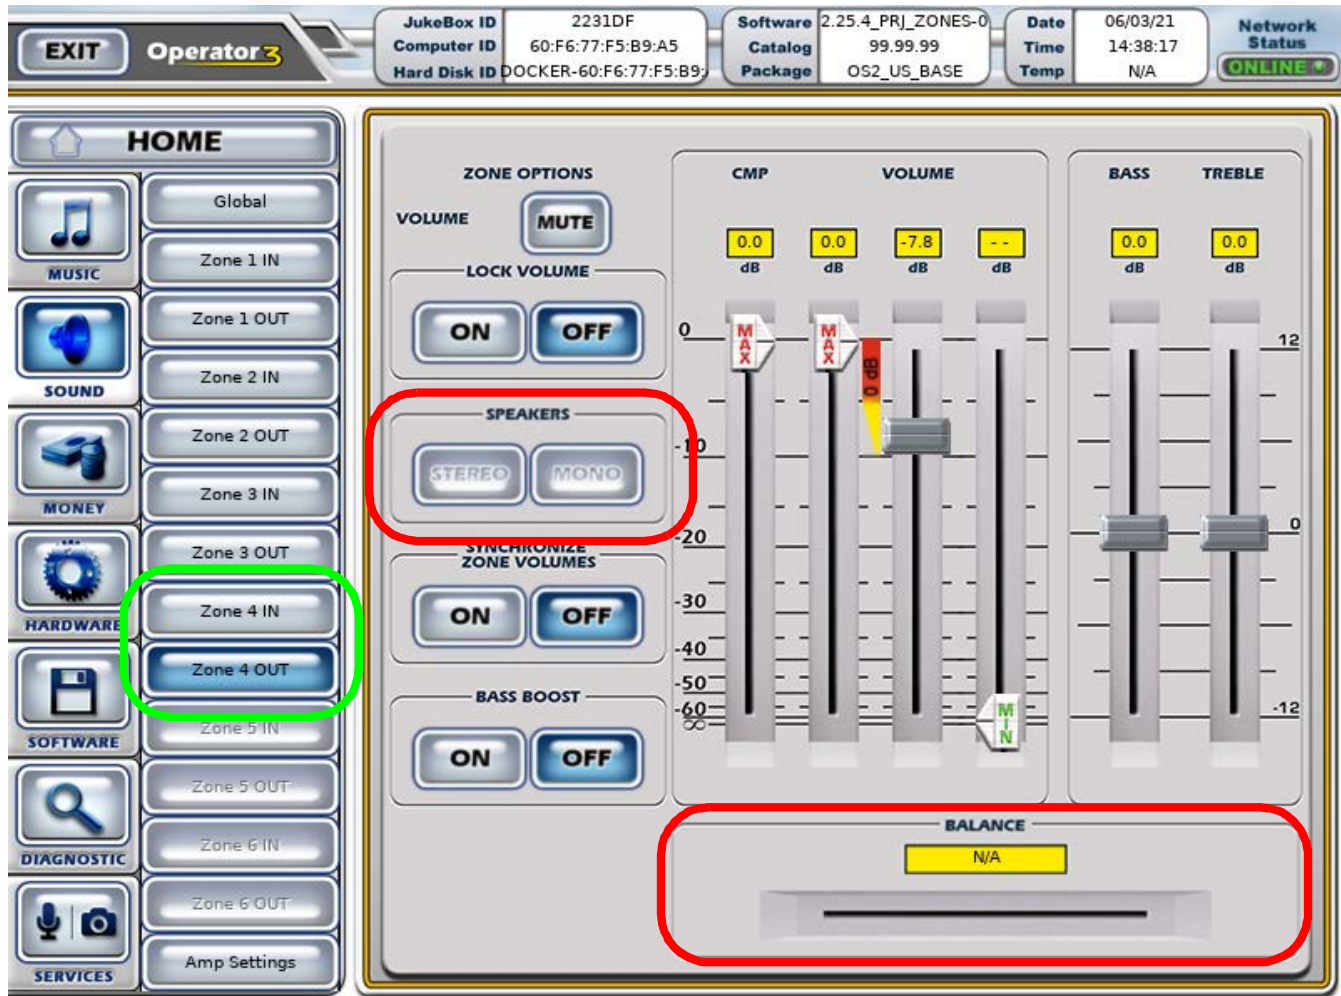 EXIT
Operator 3
JukeBox ID 2231DF
Computer ID 60:F6:77:F5:B9:A5
Hard Disk ID DOCKER-60:F6:77:F5:B9:
Software 2.25.4_PRJ_ZONES-0
Catalog 99.99.99
Package OS2_US_BASE
Date 06/03/21
Time 14:38:17
Temp N/A
Network
Status
ONLINE
HOME
MUSIC
SOUND
MONEY
HARDWARE
SOFTWARE
DIAGNOSTIC
SERVICES
Global
Zone 1 IN
Zone 1 OUT
Zone 2 IN
Zone 2 OUT
Zone 3 IN
Zone 3 OUT
Zone 4 IN
Zone 4 OUT
Zone 5 IN
Zone 5 OUT
Zone 6 IN
Zone 6 OUT
Amp Settings
ZONE OPTIONS
VOLUME MUTE
LOCK VOLUME
ON OFF
SPEAKERS
STEREO MONO
SYNCHRONIZE
ZONE VOLUMES
ON OFF
BASS BOOST
ON OFF
CMP VOLUME
0.0 0.0 -7.8 - -
dB dB dB dB
MAX MAX
0 dB
MIN
0
-10
-20
-30
-40
-50
-60
∞
BASS TREBLE
0.0 0.0
dB dB
12
0
-12
BALANCE
N/A